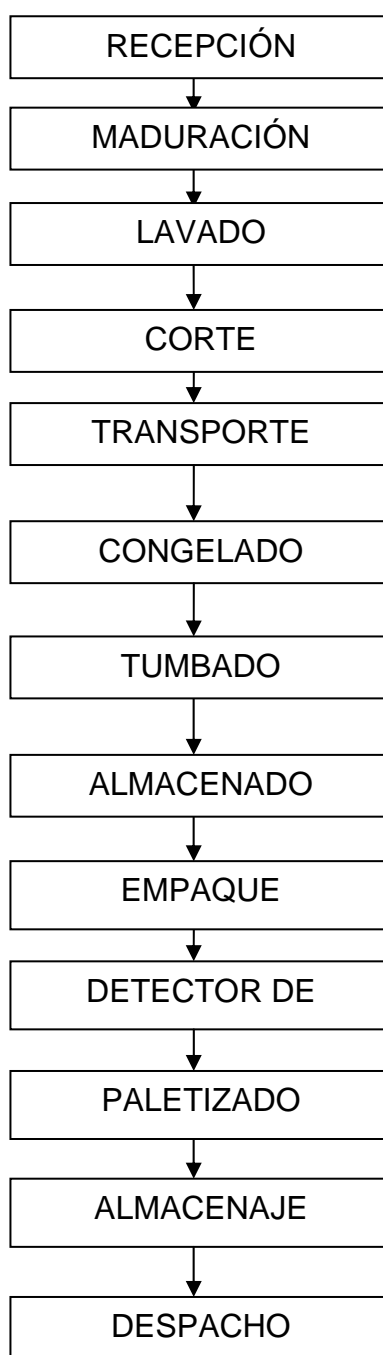 RECEPCIÓN
MADURACIÓN
LAVADO
CORTE
TRANSPORTE
CONGELADO
TUMBADO
ALMACENADO
EMPAQUE
DETECTOR DE
PALETIZADO
ALMACENAJE
DESPACHO